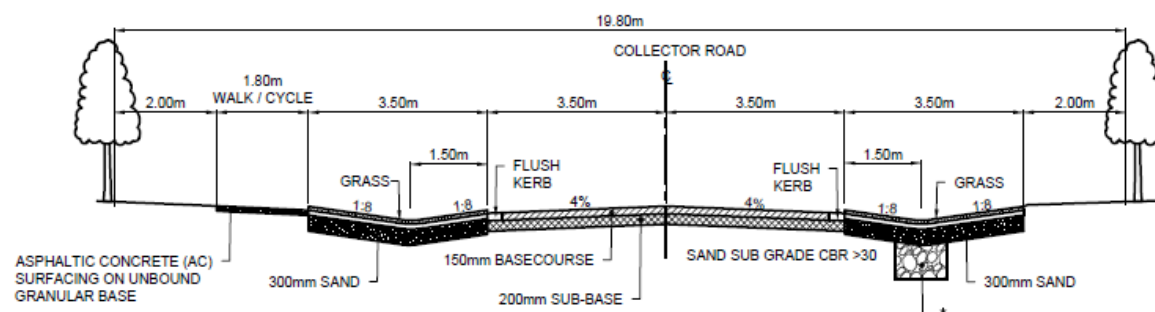 19.80m
COLLECTOR ROAD
℄
1.80m
WALK / CYCLE
2.00m
3.50m
3.50m
3.50m
3.50m
2.00m
1.50m
1.50m
FLUSH
KERB
FLUSH
KERB
GRASS
GRASS
1:8
1:8
4%
4%
1:8
1:8
ASPHALTIC CONCRETE (AC)
SURFACING ON UNBOUND
GRANULAR BASE
300mm SAND
150mm BASECOURSE
200mm SUB-BASE
SAND SUB GRADE CBR >30
300mm SAND